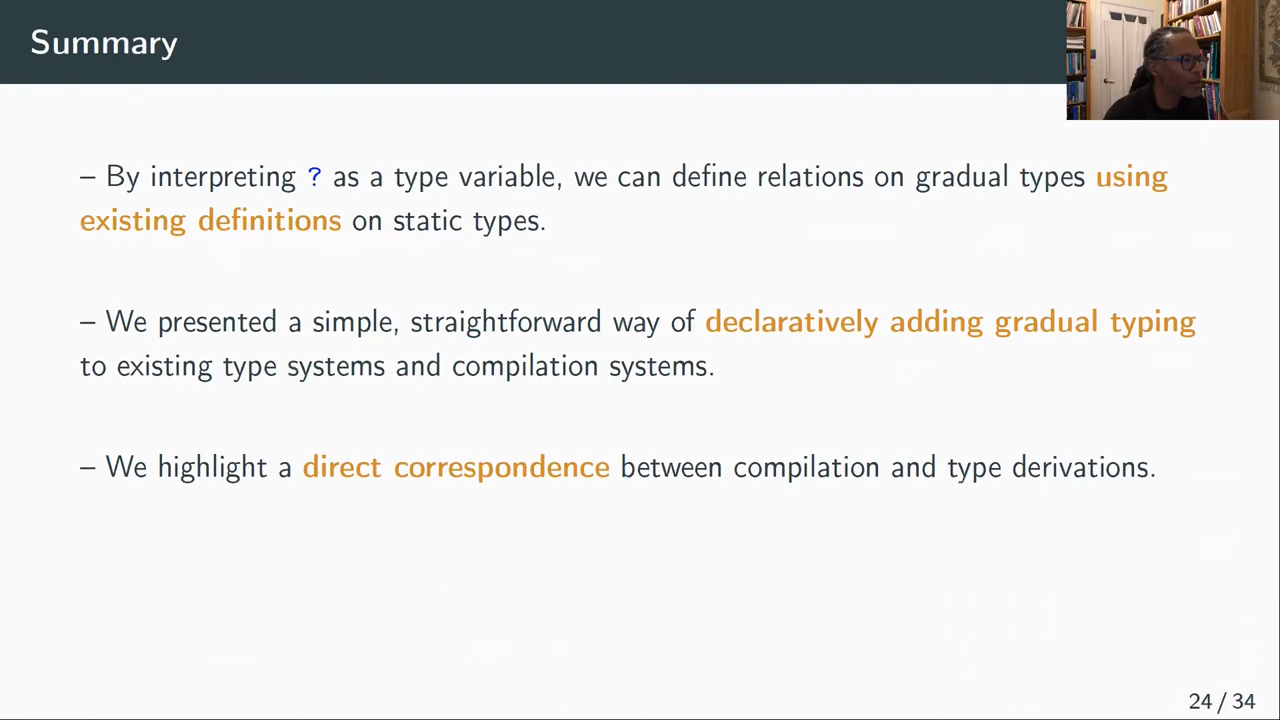 Summary
– By interpreting ? as a type variable, we can define relations on gradual types using
existing definitions on static types.
– We presented a simple, straightforward way of declaratively adding gradual typing
to existing type systems and compilation systems.
– We highlight a direct correspondence between compilation and type derivations.
24 / 34